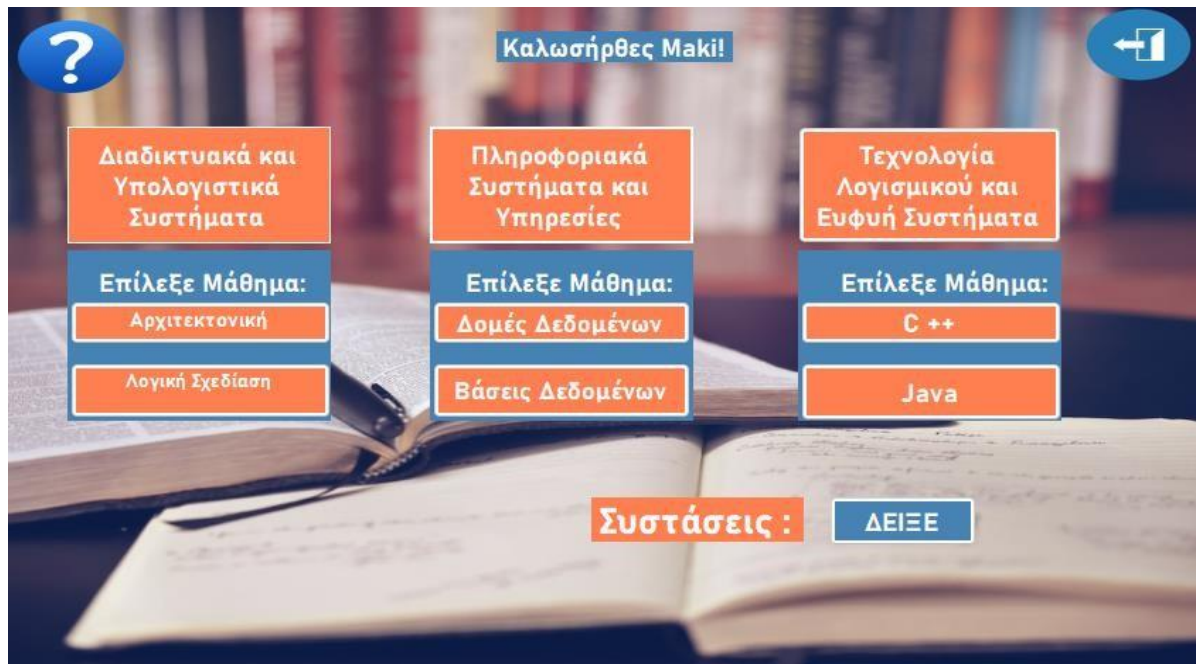 ?
Καλωσήρθες Maki!
Διαδικτυακά και
Υπολογιστικά
Συστήματα
Επίλεξε Μάθημα:
Αρχιτεκτονική
Λογική Σχεδίαση
Πληροφοριακά
Συστήματα και
Υπηρεσίες
Επίλεξε Μάθημα:
Δομές Δεδομένων
Βάσεις Δεδομένων
Τεχνολογία
Λογισμικού και
Ευφυή Συστήματα
Επίλεξε Μάθημα:
C ++
Java
Συστάσεις :
ΔΕΙΞΕ